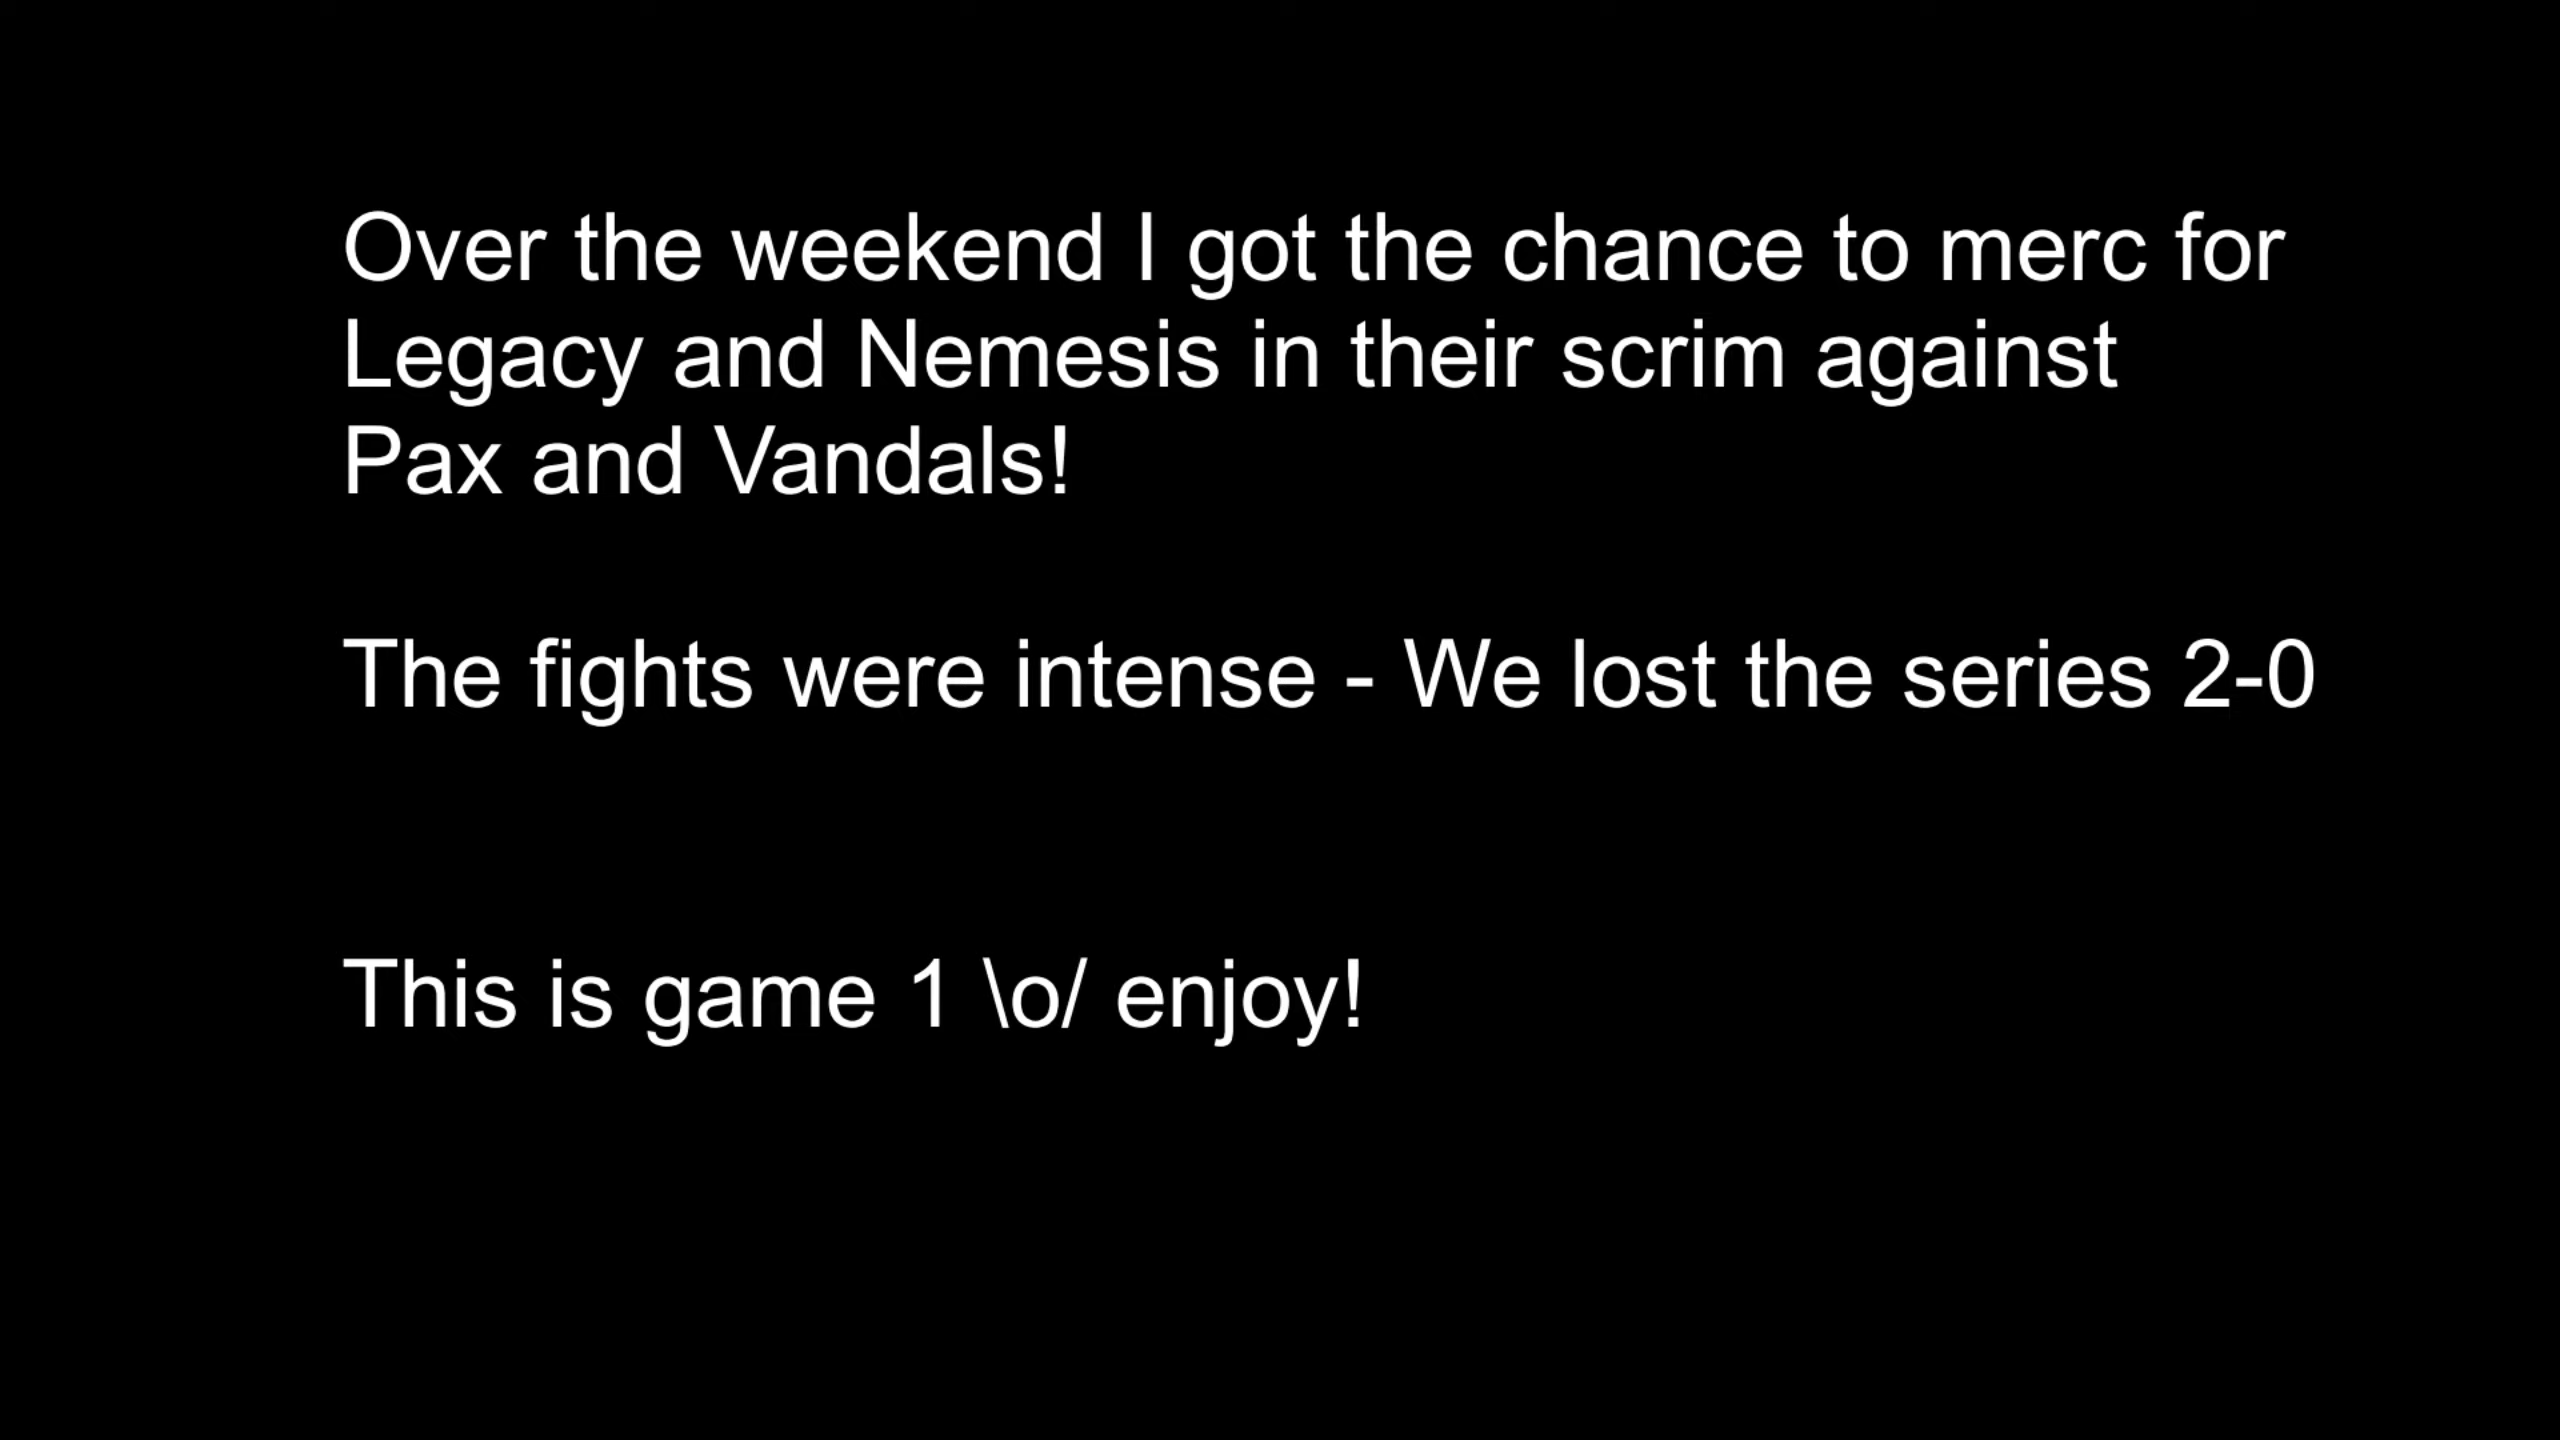 Over the weekend I got the chance to merc for
Legacy and Nemesis in their scrim against
Pax and Vandals!
The fights were intense - We lost the series 2-0
This is game 1 \o/ enjoy!